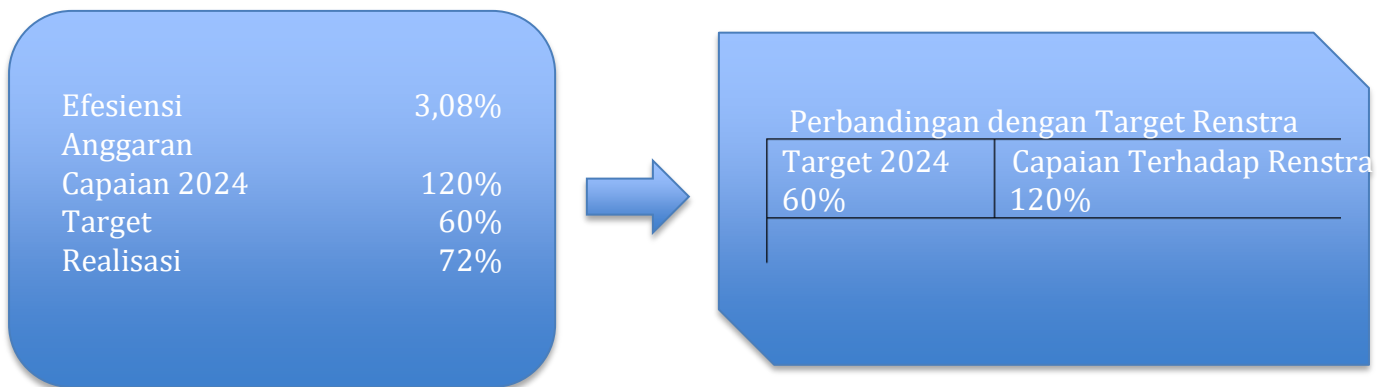 Efesiensi 3,08%
Anggaran
Capaian 2024 120%
Target 60%
Realisasi 72%
Perbandingan dengan Target Renstra
Target 2024 Capaian Terhadap Renstra
60% 120%